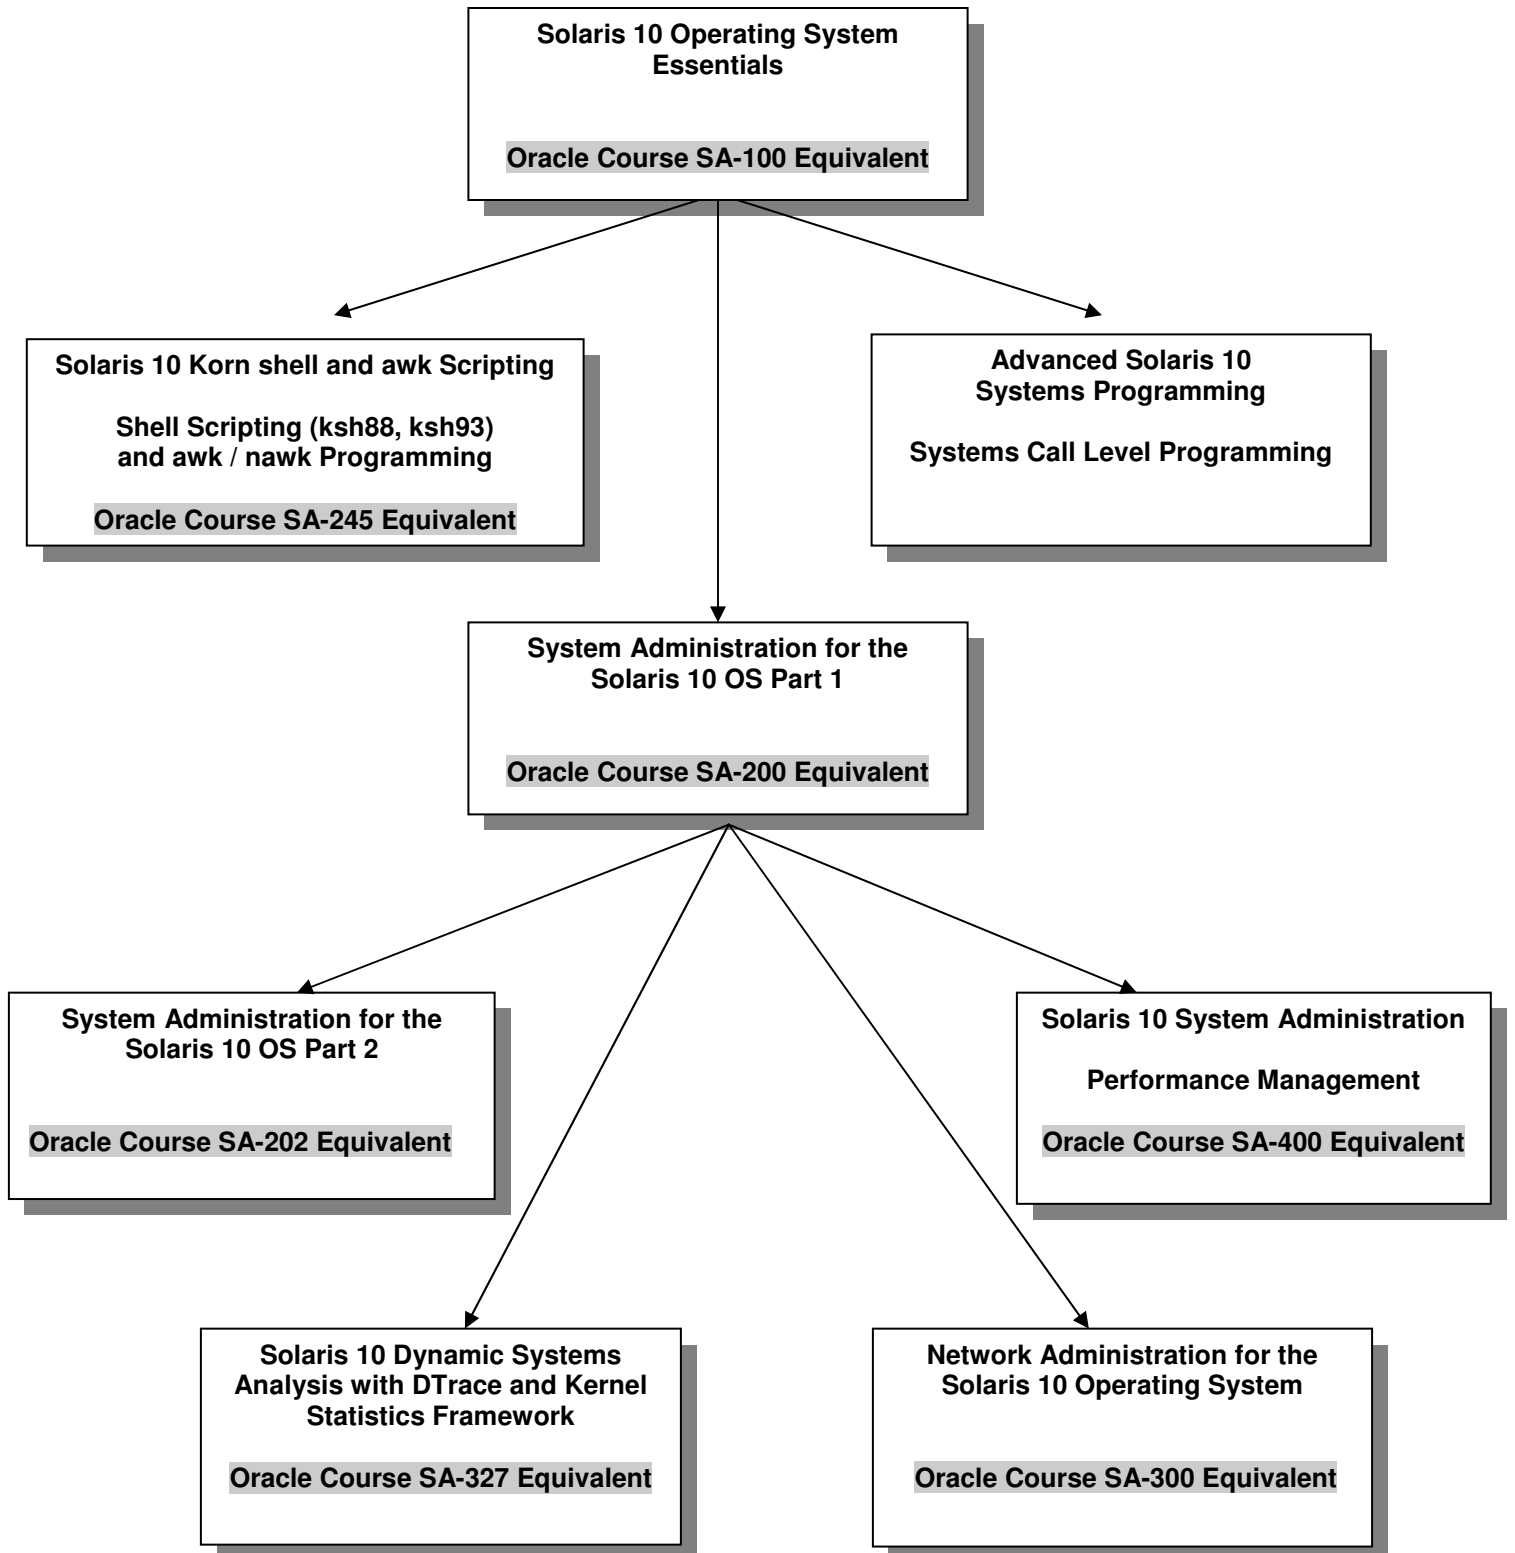 Solaris 10 Operating System
Essentials
Oracle Course SA-100 Equivalent
Solaris 10 Korn shell and awk Scripting
Shell Scripting (ksh88, ksh93)
and awk / nawk Programming
Oracle Course SA-245 Equivalent
Advanced Solaris 10
Systems Programming
Systems Call Level Programming
System Administration for the
Solaris 10 OS Part 1
Oracle Course SA-200 Equivalent
System Administration for the
Solaris 10 OS Part 2
Oracle Course SA-202 Equivalent
Solaris 10 System Administration
Performance Management
Oracle Course SA-400 Equivalent
Solaris 10 Dynamic Systems
Analysis with DTrace and Kernel
Statistics Framework
Oracle Course SA-327 Equivalent
Network Administration for the
Solaris 10 Operating System
Oracle Course SA-300 Equivalent